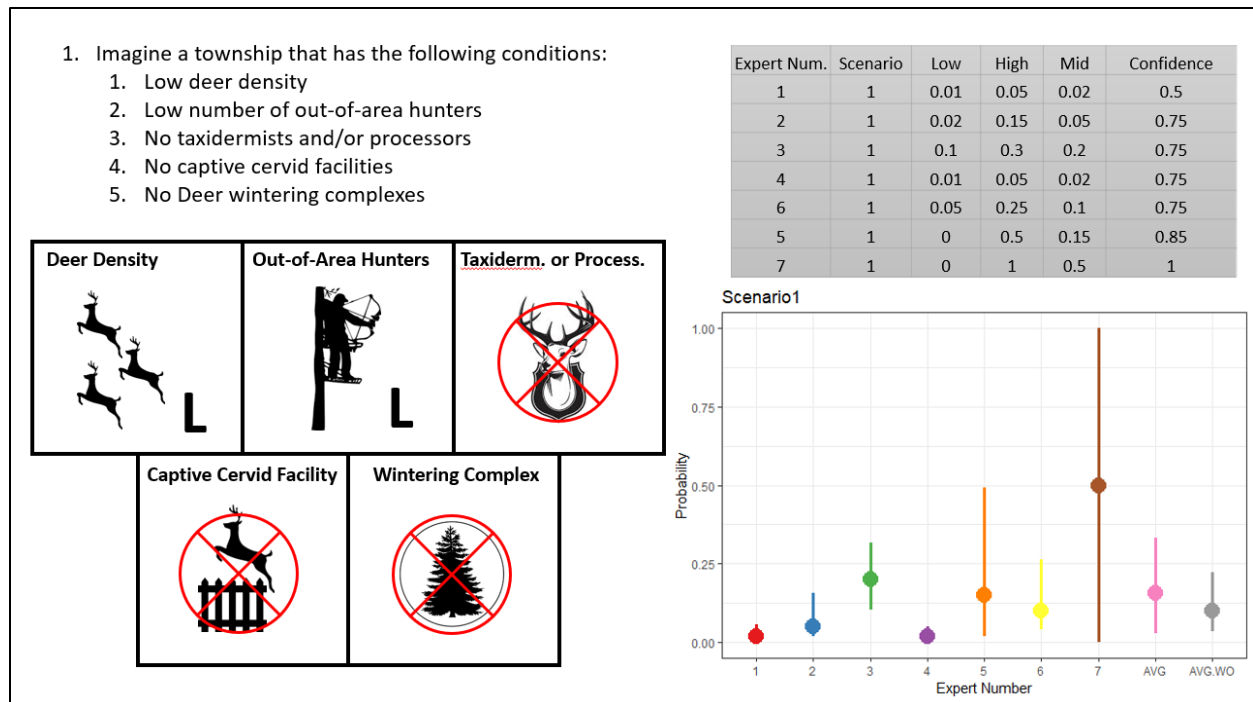 1. Imagine a township that has the following conditions:
1. Low deer density
2. Low number of out-of-area hunters
3. No taxidermists and/or processors
4. No captive cervid facilities
5. No Deer wintering complexes
Deer Density
L
Out-of-Area Hunters
L
Taxiderm. or Process.
Captive Cervid Facility
Wintering Complex
Expert Num. Scenario Low High Mid Confidence
1 1 0.01 0.05 0.02 0.5
2 1 0.02 0.15 0.05 0.75
3 1 0.1 0.3 0.2 0.75
4 1 0.01 0.05 0.02 0.75
6 1 0.05 0.25 0.1 0.75
5 1 0 0.5 0.15 0.85
7 1 0 1 0.5 1
Scenario1
Probability
1.00
0.75
0.50
0.25
0.00
1 2 3 4 5 6 7 AVG AVG.WO
Expert Number